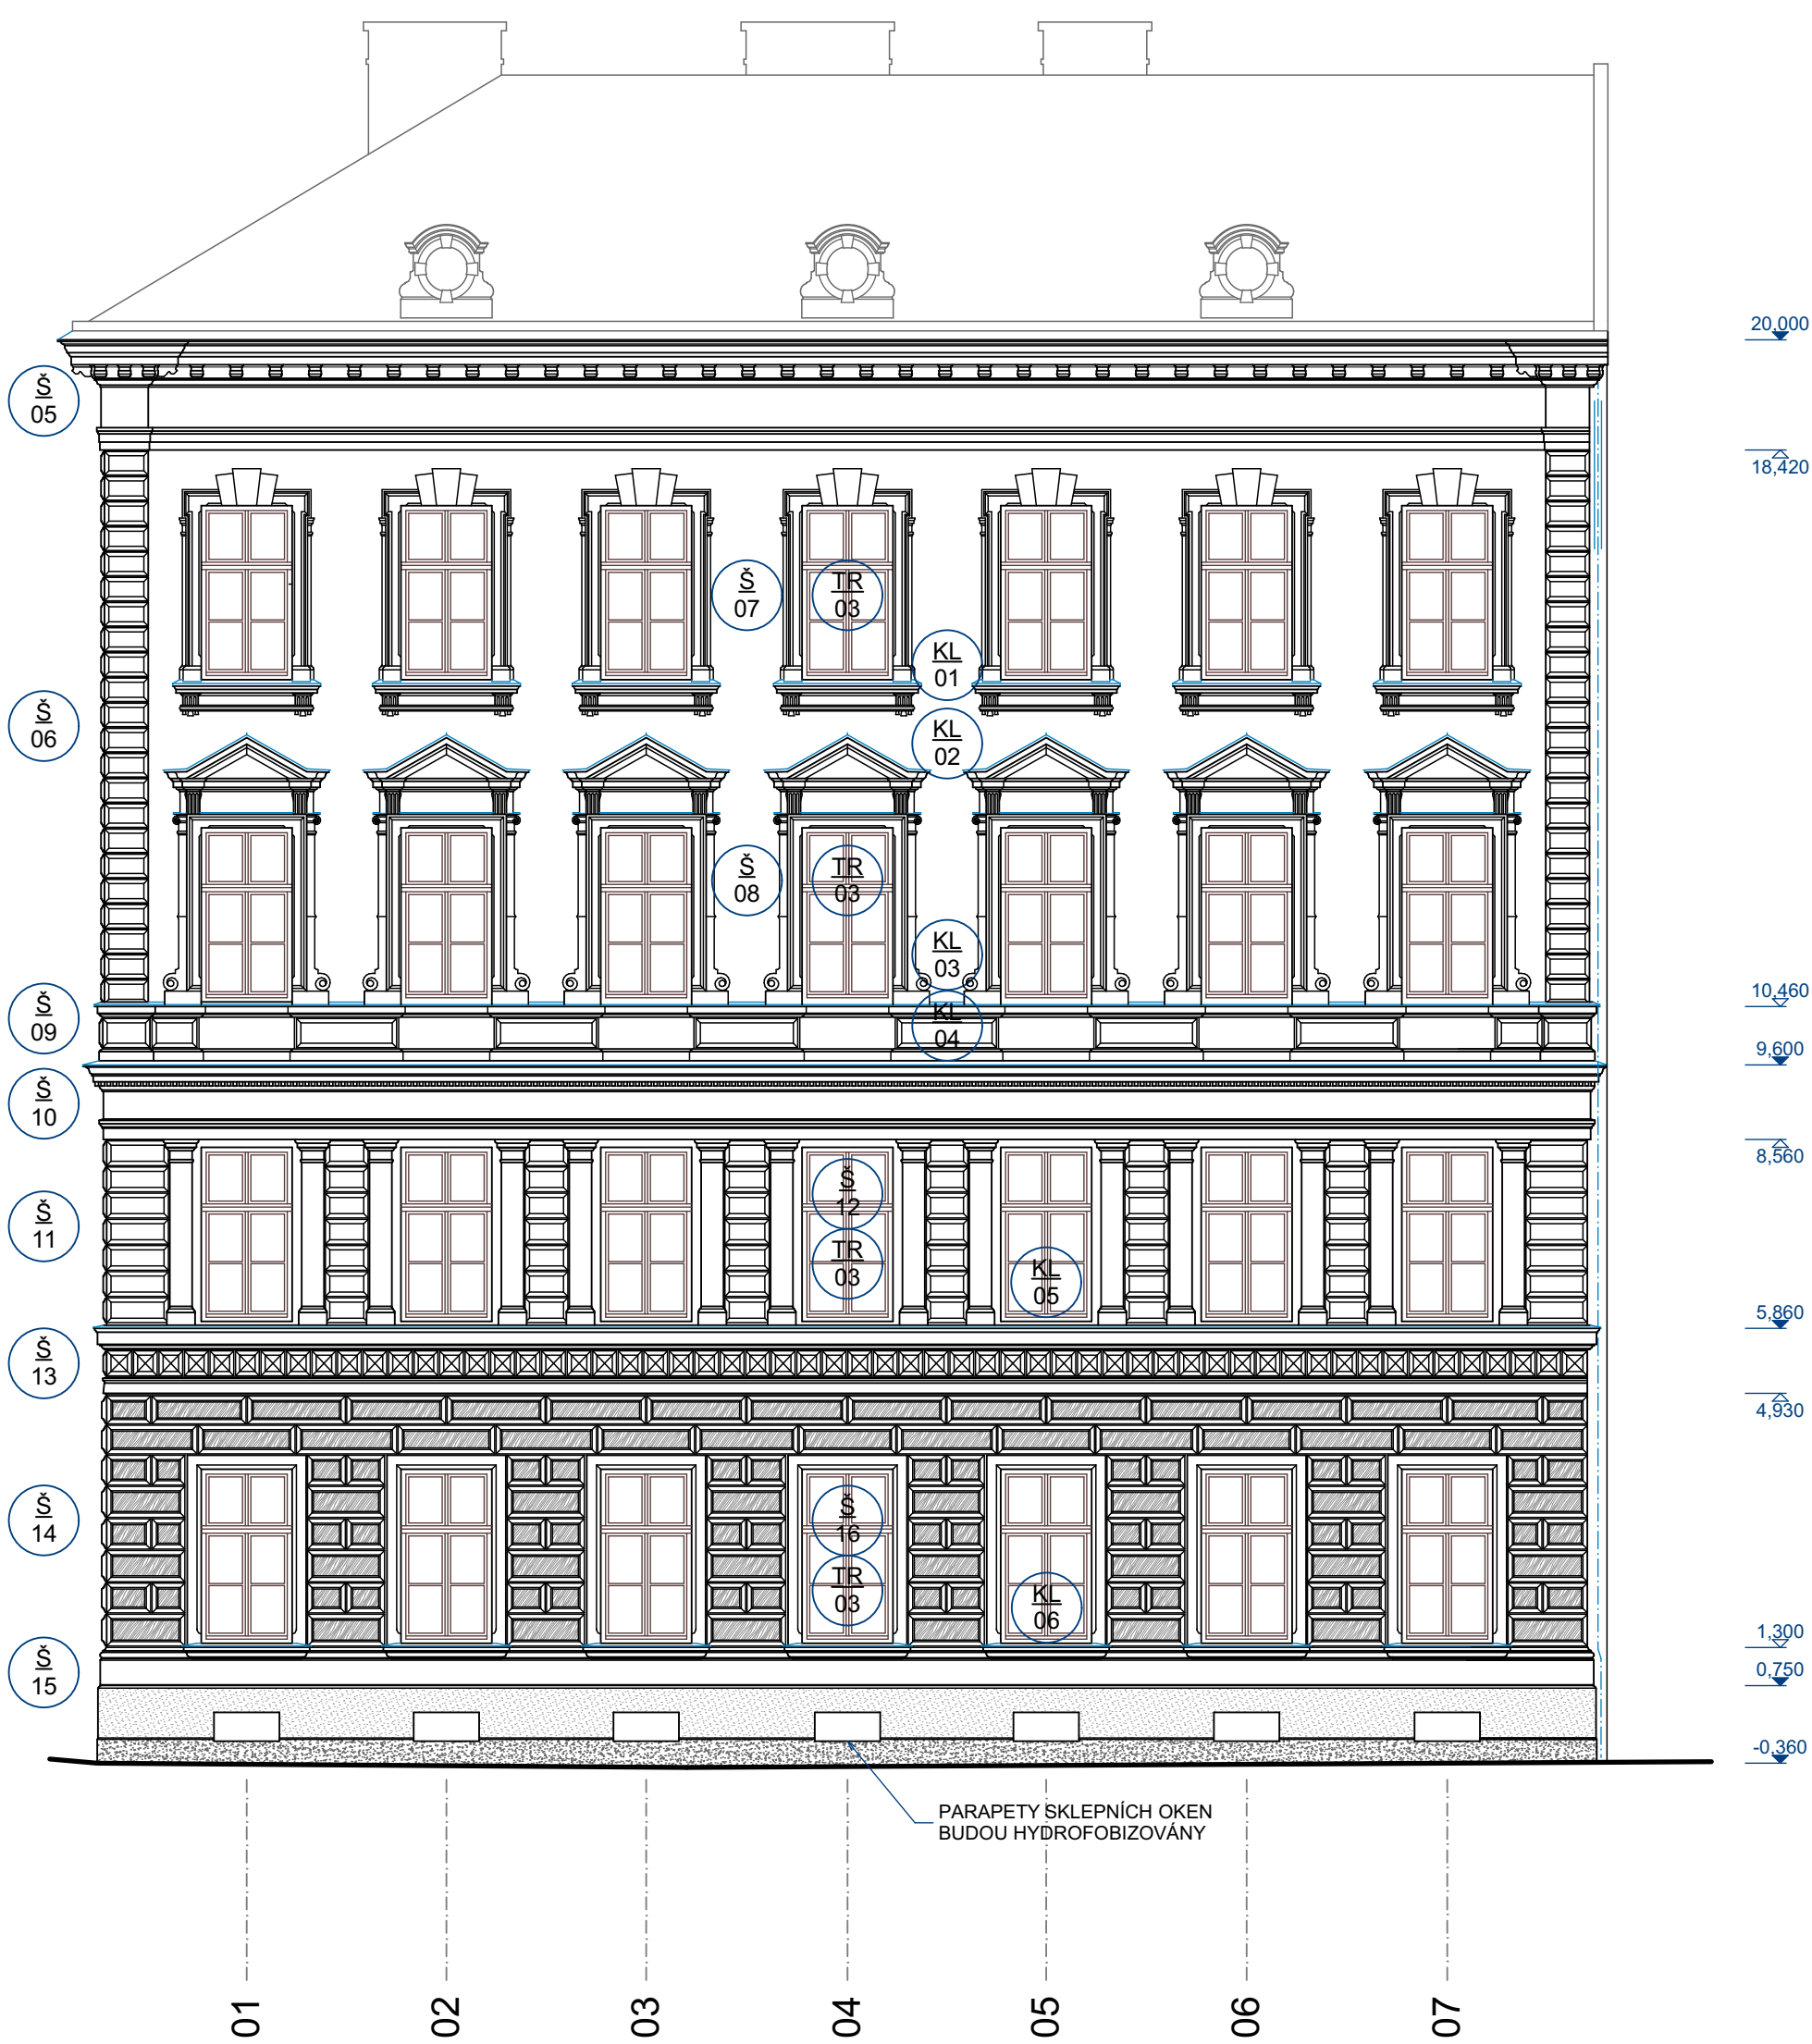 20,000
Š
05
18,420
Š
07
TR
03
KL
01
Š
06
KL
02
Š
08
TR
03
KL
03
10,460
Š
09
KL
04
9,600
Š
10
8,560
Š
12
Š
11
TR
03
KL
05
5,860
Š
13
4,930
Š
14
Š
16
TR
03
KL
06
1,300
Š
15
0,750
-0,360
PARAPETY SKLEPNÍCH OKEN
BUDOU HYDROFOBIZOVÁNY
01
02
03
04
05
06
07